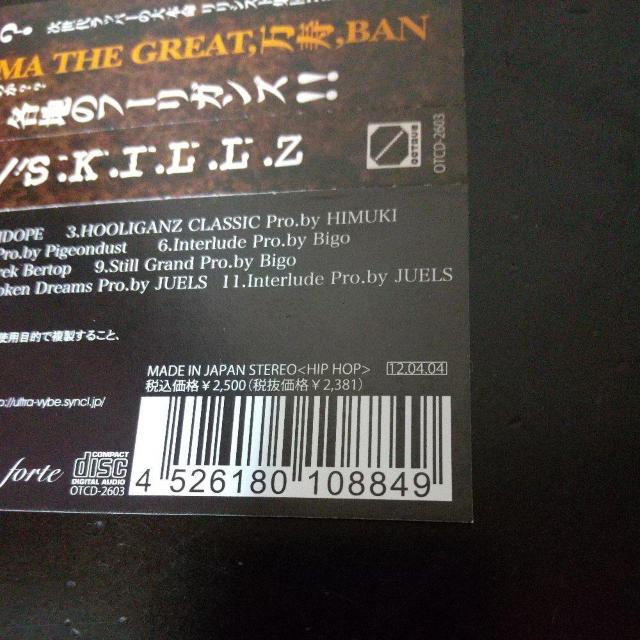 MA THE GREAT,万寿,BAN
各地のフーリガンズ!!
S.K.I.L.L.Z
OCTAVE
OTCD-2603
DOPE 3.HOOLIGANZ CLASSIC Pro.by HIMUKI
Pro.by Pigeondust 6.Interlude Pro.by Bigo
rek Bertop 9.Still Grand Pro.by Bigo
oken Dreams Pro.by JUELS 11.Interlude Pro.by JUELS
使用目的で複製すること、
MADE IN JAPAN STEREO<HIP HOP> 12.04.04
税込価格￥2,500(税抜価格￥2,381)
p://ultra-vybe.syncl.jp/
forte
COMPACT
disc
DIGITAL AUDIO
OTCD-2603
4 526180 108849